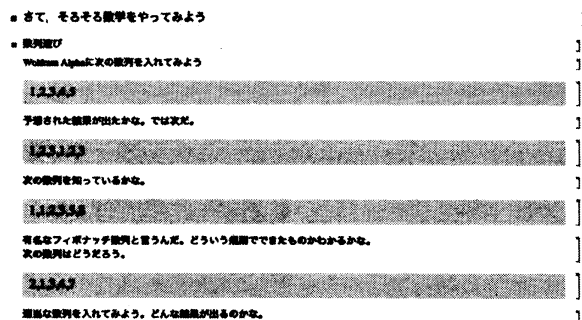 さて、そろそろ数学をやってみよう
数列遊び
Wolfram Alphaに次の数列を入れてみよう
1,2,3,4,5
予想された結果が出たかな。では次だ。
1,2,3,1,2,3
次の数列を知っているかな。
1,1,2,3,5,8
有名なフィボナッチ数列と言うんだ。どういう規則でできたものかわかるかな。
次の数列はどうだろう。
2,1,3,4,7
適当な数列を入れてみよう。どんな結果が出るのかな。